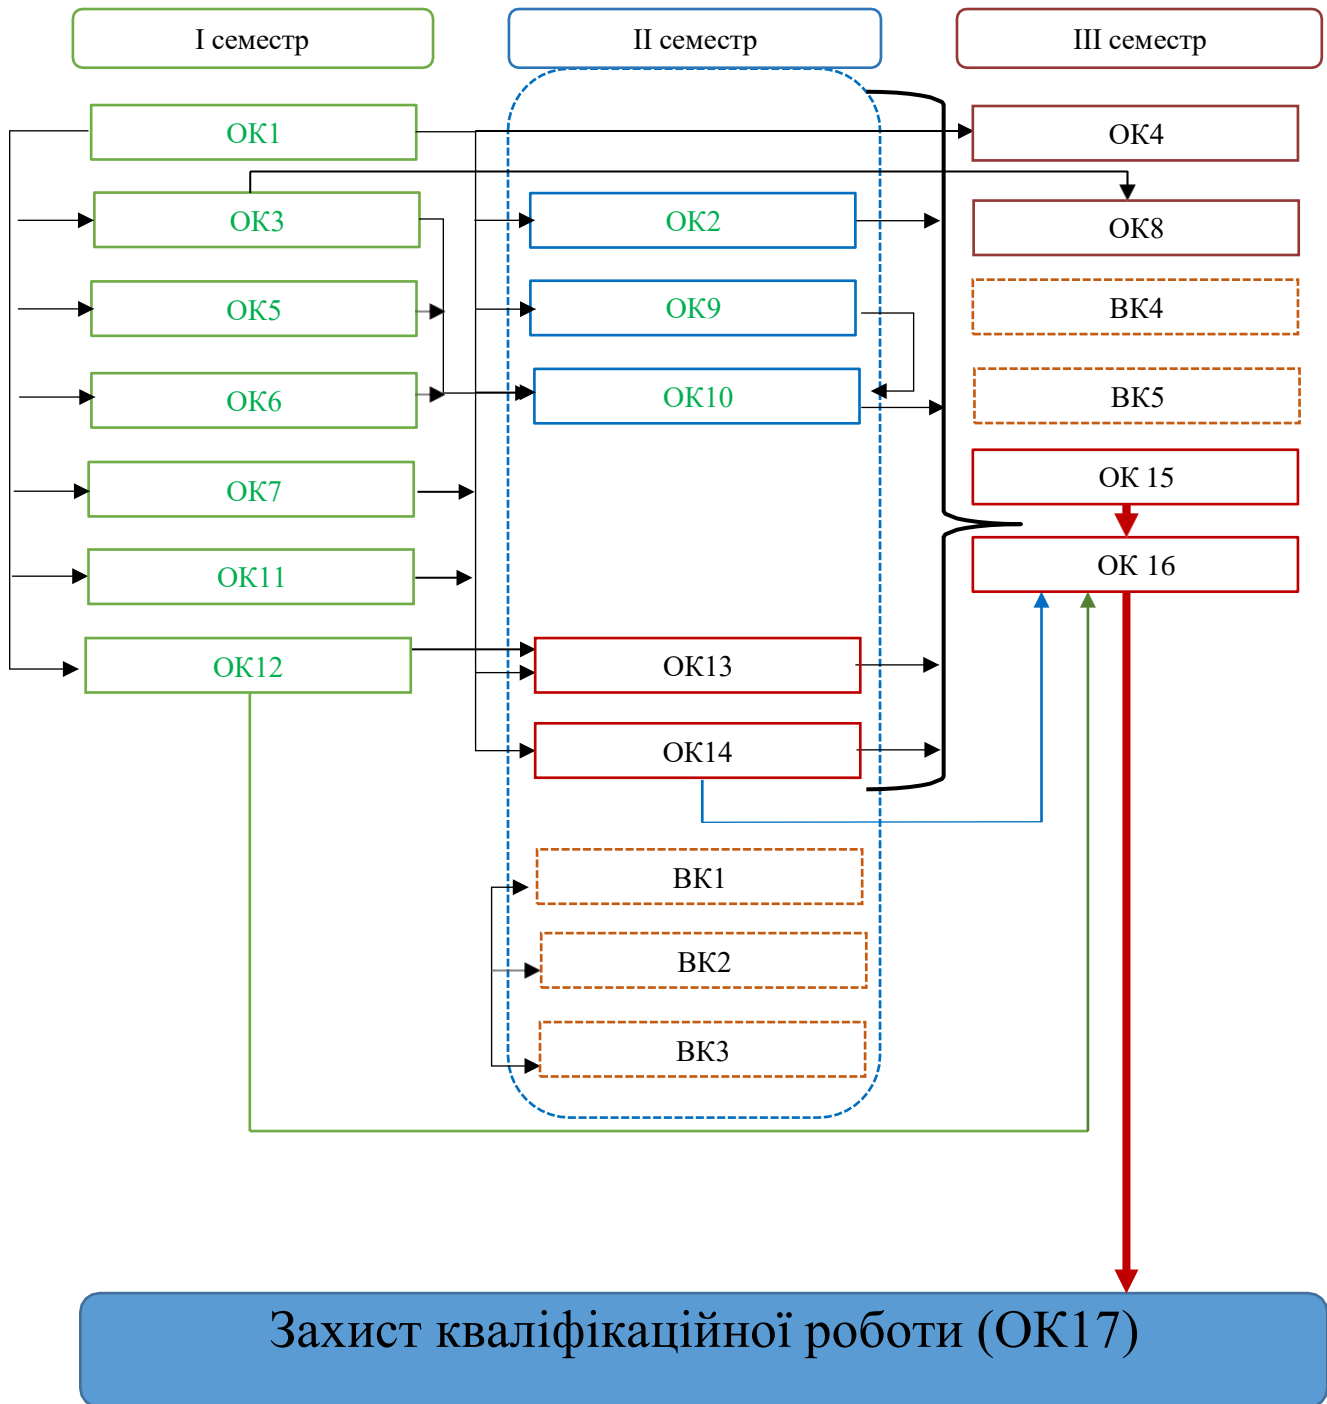 І семестр
ІІ семестр
ІІІ семестр
ОК1
ОК4
ОК3
ОК2
ОК8
ОК5
ОК9
ВК4
ОК6
ОК10
ВК5
ОК7
ОК 15
ОК11
ОК 16
ОК12
ОК13
ОК14
ВК1
ВК2
ВК3
Захист кваліфікаційної роботи (ОК17)